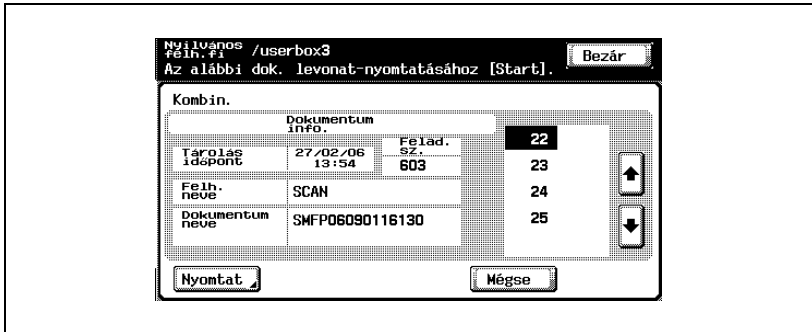 Nyilvános
felh.fi /userbox3
Az alábbi dok. levonat-nyomtatásához [Start].
Bezár
Kombin.
Dokumentum
info.
Tárolás
időpont
27/02/06
13:54
Felad.
sz.
603
Felh.
neve
SCAN
Dokumentum
neve
SMFP06090116130
22
23
24
25
Nyomtat
Mégse